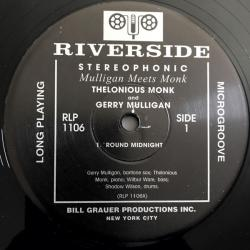 RIVERSIDE
STEREOPHONIC
Mulligan Meets Monk
THELONIOUS MONK
and
GERRY MULLIGAN
LONG PLAYING
MICROGROOVE
RLP
1106
SIDE
1
1. 'ROUND MIDNIGHT
Gerry Mulligan, baritone sax; Thelonious
Monk, piano; Wilbur Ware, bass;
Shadow Wilson, drums.
(RLP 1106A)
BILL GRAUER PRODUCTIONS INC.
NEW YORK CITY